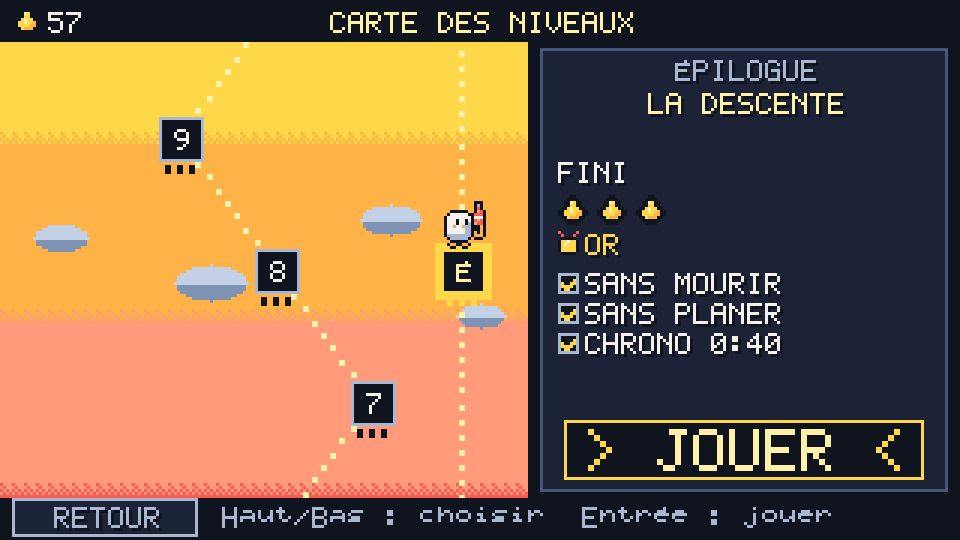 57 CARTE DES NIVEAUX
9
8
É
7
ÉPILOGUE
LA DESCENTE
FINI
OR
SANS MOURIR
SANS PLANER
CHRONO 0:40
> JOUER <
RETOUR Haut/Bas : choisir Entrée : jouer